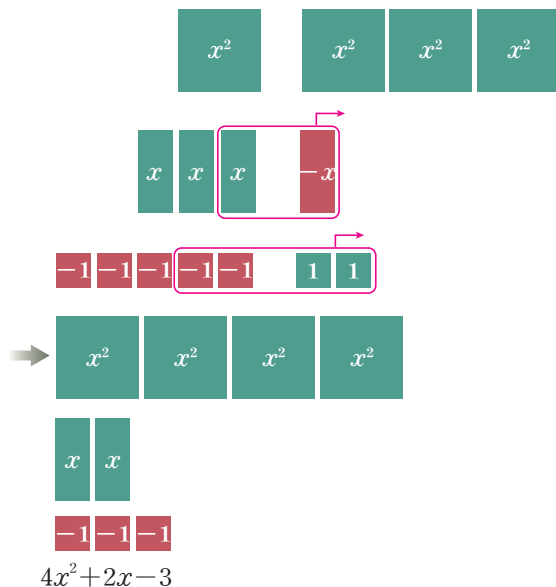 x² x² x² x²
x x x −x
−1 −1 −1 −1 −1 1 1
x² x² x² x²
x x
−1 −1 −1
4x²+2x−3